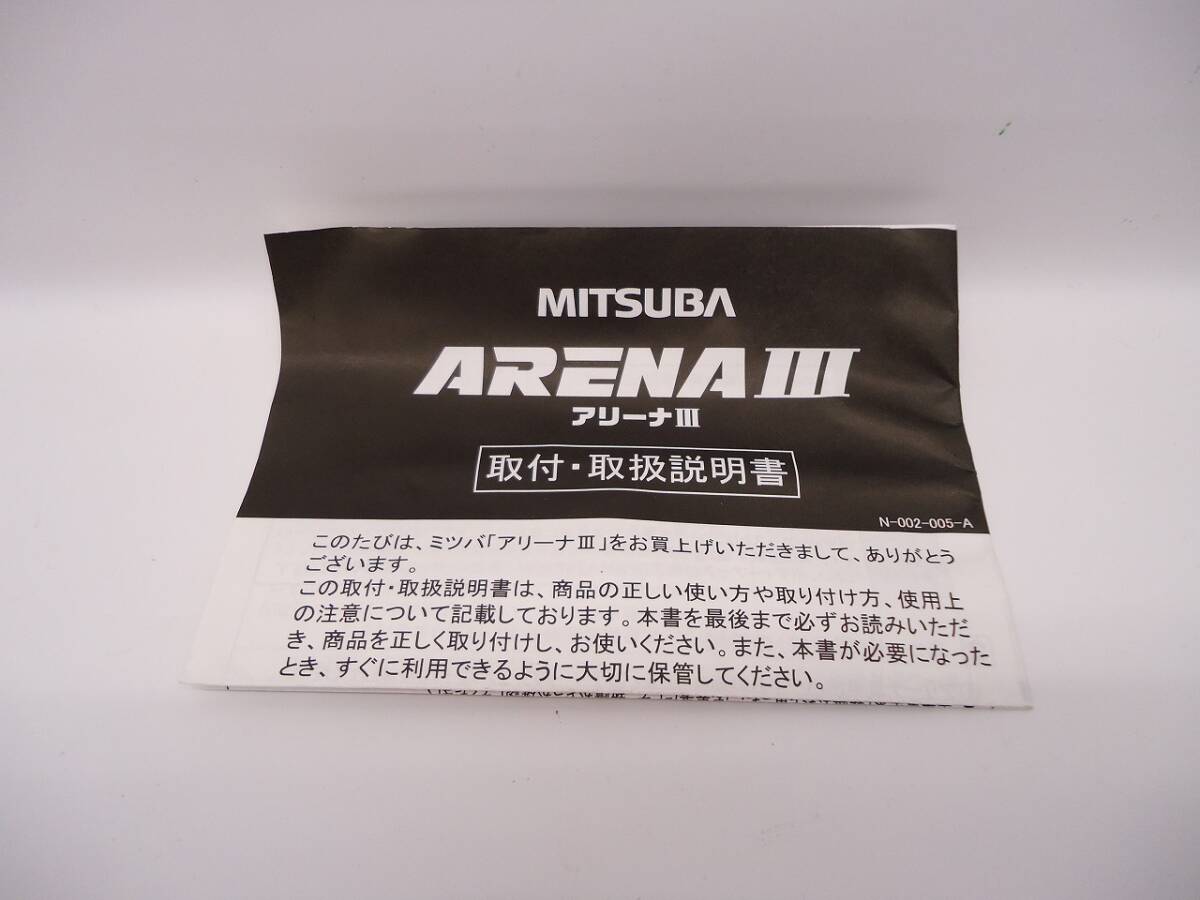 MITSUBA
ARENA III
アリーナIII
取付・取扱説明書
N-002-005-A
このたびは、ミツバ「アリーナIII」をお買上げいただきまして、ありがとう
ございます。
この取付・取扱説明書は、商品の正しい使い方や取り付け方、使用上
の注意について記載しております。本書を最後まで必ずお読みいただ
き、商品を正しく取り付けし、お使いください。また、本書が必要になった
とき、すぐに利用できるように大切に保管してください。